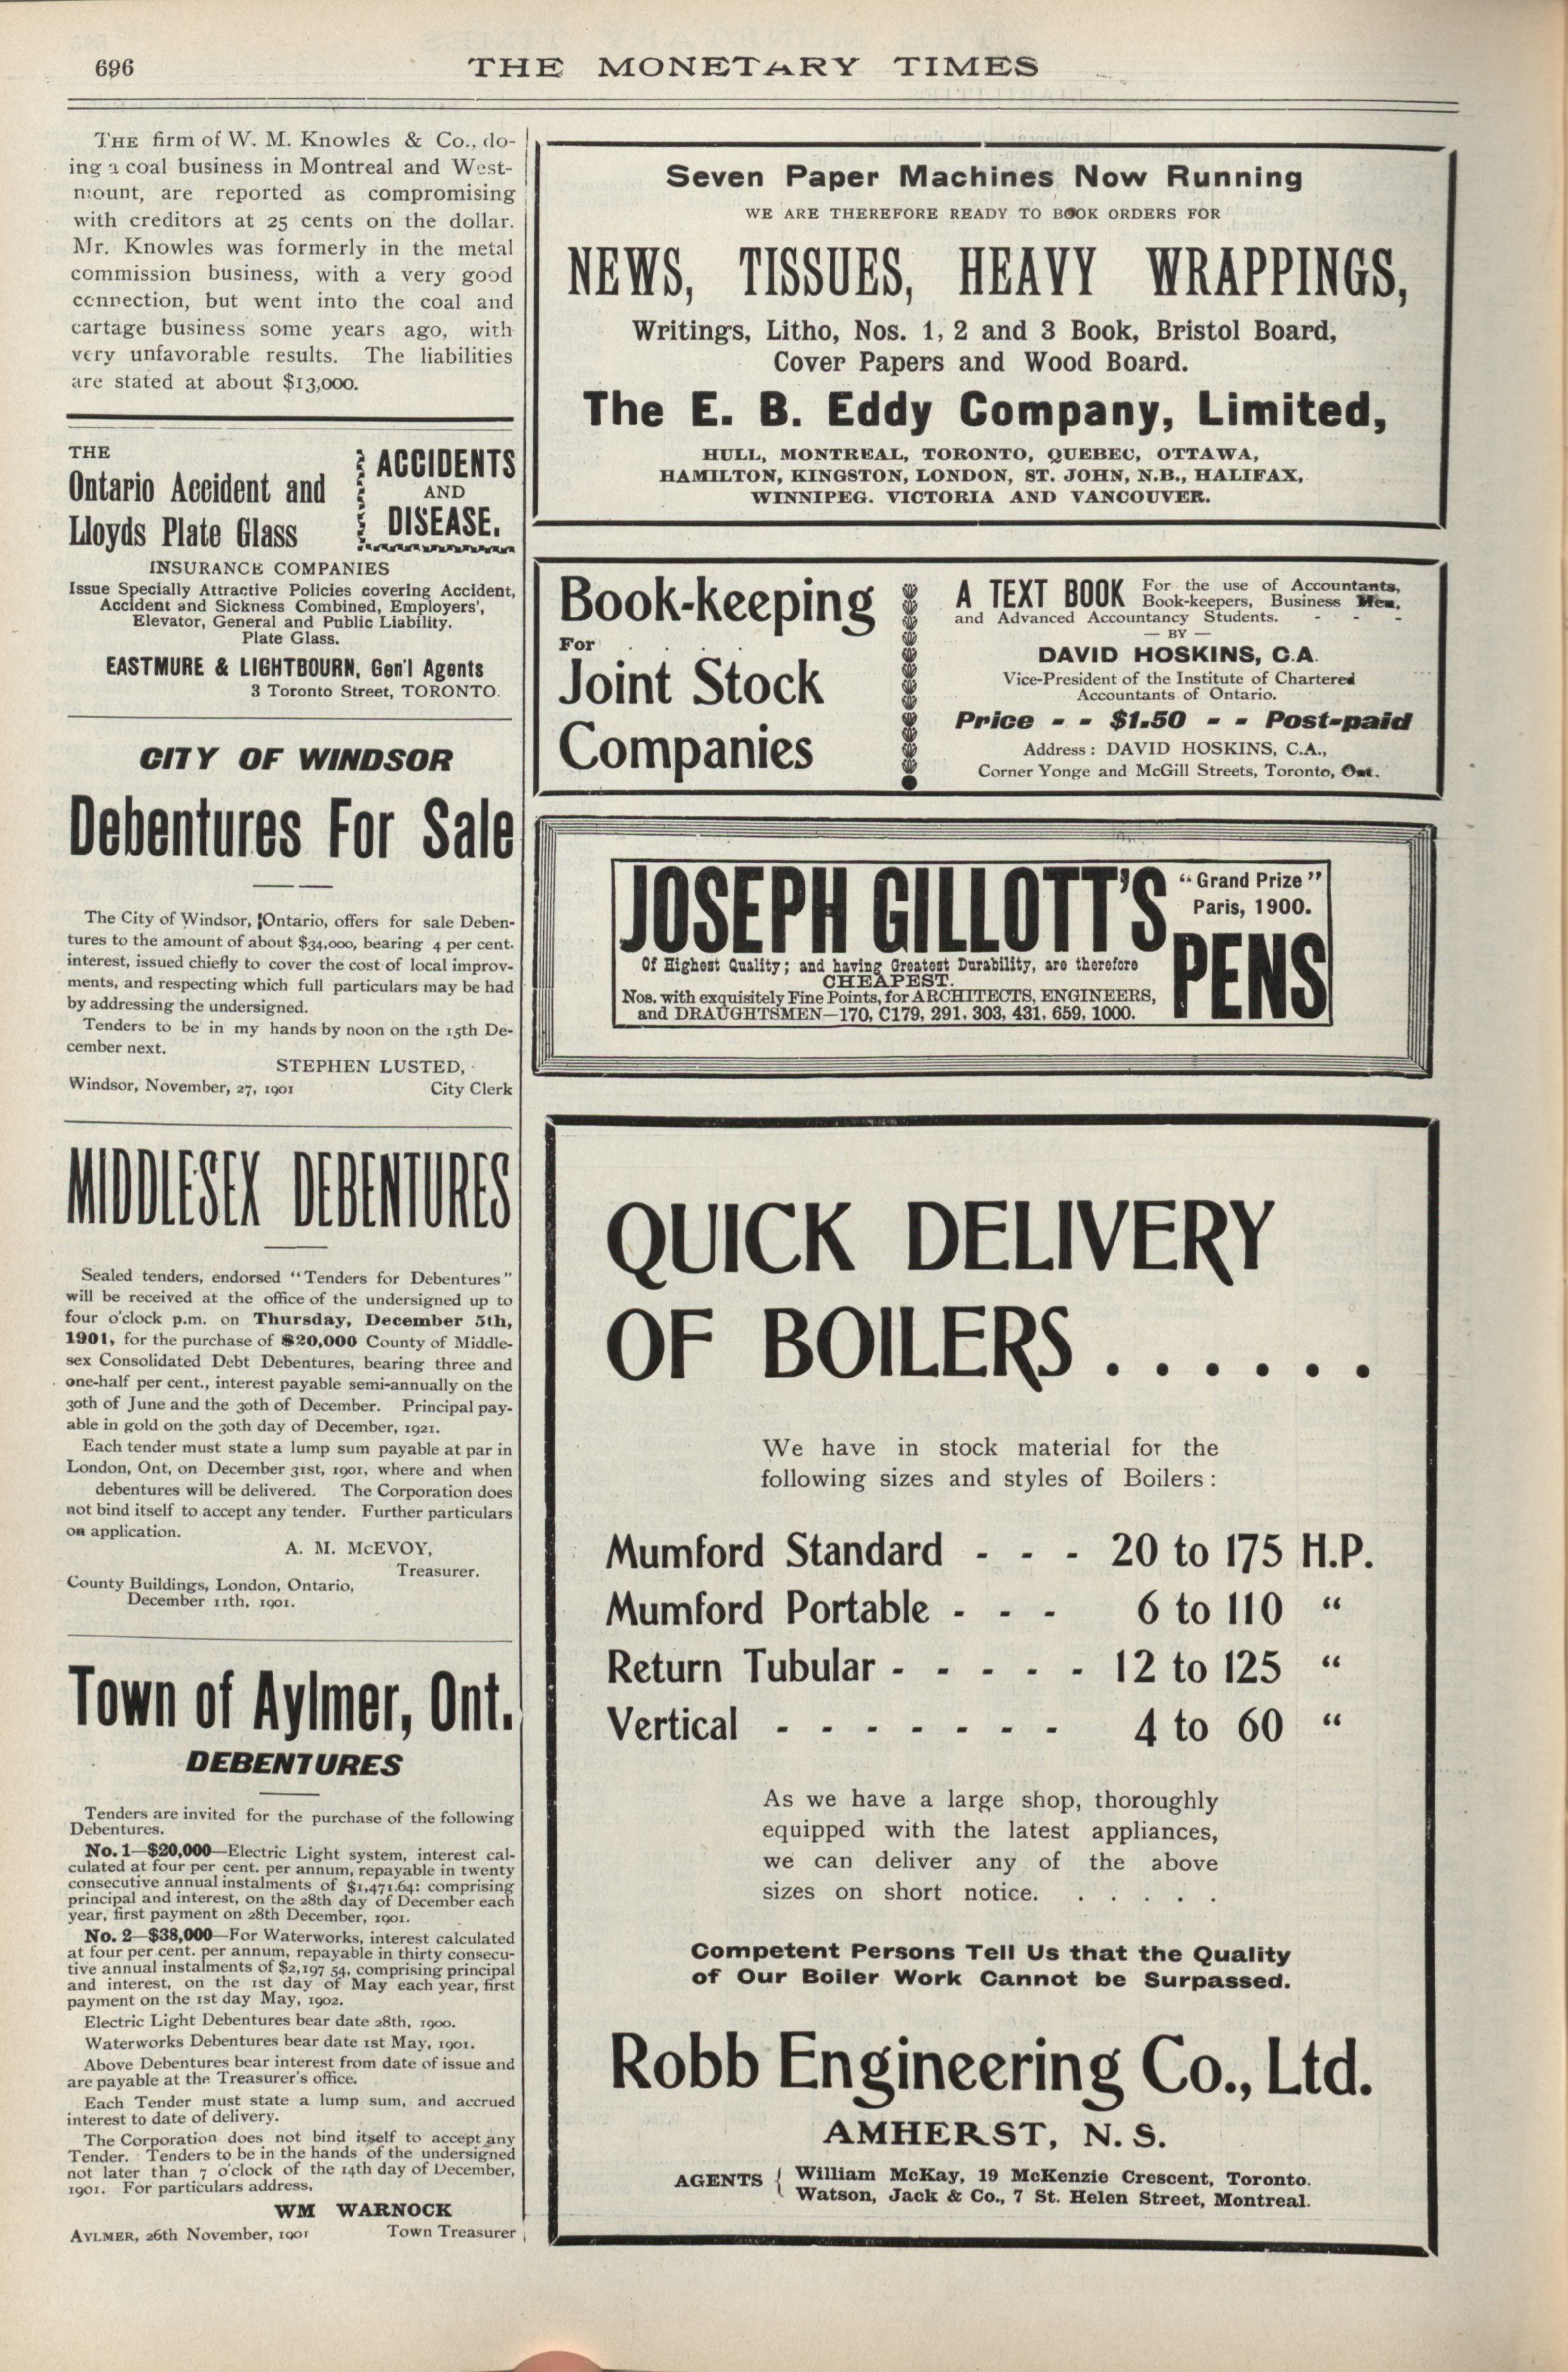 696
THE MONETARY TIMES
THE firm of W. M. Knowles & Co., do-
ing a coal business in Montreal and West-
mount, are reported as compromising
with creditors at 25 cents on the dollar.
Mr. Knowles was formerly in the metal
commission business, with a very good
connection, but went into the coal and
cartage business some years ago, with
very unfavorable results. The liabilities
are stated at about $13,000.
THE
Ontario Accident and
Lloyds Plate Glass
ACCIDENTS
AND
DISEASE.
INSURANCE COMPANIES
Issue Specially Attractive Policies covering Accident,
Accident and Sickness Combined, Employers',
Elevator, General and Public Liability.
Plate Glass.
EASTMURE & LIGHTBOURN, Gen'l Agents
3 Toronto Street, TORONTO.
CITY OF WINDSOR
Debentures For Sale
The City of Windsor, Ontario, offers for sale Deben-
tures to the amount of about $34,000, bearing 4 per cent.
interest, issued chiefly to cover the cost of local improv-
ments, and respecting which full particulars may be had
by addressing the undersigned.
Tenders to be in my hands by noon on the 15th De-
cember next.
STEPHEN LUSTED,
Windsor, November, 27, 1901 City Clerk
MIDDLESEX DEBENTURES
Sealed tenders, endorsed "Tenders for Debentures"
will be received at the office of the undersigned up to
four o'clock p.m. on Thursday, December 5th,
1901, for the purchase of $20,000 County of Middle-
sex Consolidated Debt Debentures, bearing three and
one-half per cent., interest payable semi-annually on the
30th of June and the 30th of December. Principal pay-
able in gold on the 30th day of December, 1921.
Each tender must state a lump sum payable at par in
London, Ont, on December 31st, 1901, where and when
debentures will be delivered. The Corporation does
not bind itself to accept any tender. Further particulars
on application.
A. M. McEVOY,
Treasurer.
County Buildings, London, Ontario,
December 11th, 1901.
Town of Aylmer, Ont.
DEBENTURES
Tenders are invited for the purchase of the following
Debentures.
No. 1—$20,000—Electric Light system, interest cal-
culated at four per cent. per annum, repayable in twenty
consecutive annual instalments of $1,471.64: comprising
principal and interest, on the 28th day of December each
year, first payment on 28th December, 1901.
No. 2—$38,000—For Waterworks, interest calculated
at four per cent. per annum, repayable in thirty consecu-
tive annual instalments of $2,197 54, comprising principal
and interest, on the 1st day of May each year, first
payment on the 1st day May, 1902.
Electric Light Debentures bear date 28th, 1900.
Waterworks Debentures bear date 1st May, 1901.
Above Debentures bear interest from date of issue and
are payable at the Treasurer's office.
Each Tender must state a lump sum, and accrued
interest to date of delivery.
The Corporation does not bind itself to accept any
Tender. Tenders to be in the hands of the undersigned
not later than 7 o'clock of the 14th day of December,
1901. For particulars address,
WM WARNOCK
AYLMER, 26th November, 1901 Town Treasurer
Seven Paper Machines Now Running
WE ARE THEREFORE READY TO BOOK ORDERS FOR
NEWS, TISSUES, HEAVY WRAPPINGS,
Writings, Litho, Nos. 1, 2 and 3 Book, Bristol Board,
Cover Papers and Wood Board.
The E. B. Eddy Company, Limited,
HULL, MONTREAL, TORONTO, QUEBEC, OTTAWA,
HAMILTON, KINGSTON, LONDON, ST. JOHN, N.B., HALIFAX,
WINNIPEG. VICTORIA AND VANCOUVER.
Book-keeping
For . . . .
Joint Stock
Companies
A TEXT BOOK For the use of Accountants,
Book-keepers, Business Men,
and Advanced Accountancy Students. - - -
— BY —
DAVID HOSKINS, C.A.
Vice-President of the Institute of Chartered
Accountants of Ontario.
Price - - $1.50 - - Post-paid
Address: DAVID HOSKINS, C.A.,
Corner Yonge and McGill Streets, Toronto, Ont.
JOSEPH GILLOTT'S
"Grand Prize"
Paris, 1900.
Of Highest Quality; and having Greatest Durability, are therefore
CHEAPEST.
Nos. with exquisitely Fine Points, for ARCHITECTS, ENGINEERS,
and DRAUGHTSMEN—170, C179, 291, 303, 431, 659, 1000.
PENS
QUICK DELIVERY
OF BOILERS . . . . . .
We have in stock material for the
following sizes and styles of Boilers:
Mumford Standard - - - 20 to 175 H.P.
Mumford Portable - - - 6 to 110 "
Return Tubular - - - - - 12 to 125 "
Vertical - - - - - - - 4 to 60 "
As we have a large shop, thoroughly
equipped with the latest appliances,
we can deliver any of the above
sizes on short notice. . . . . .
Competent Persons Tell Us that the Quality
of Our Boiler Work Cannot be Surpassed.
Robb Engineering Co., Ltd.
AMHERST, N. S.
AGENTS { William McKay, 19 McKenzie Crescent, Toronto.
Watson, Jack & Co., 7 St. Helen Street, Montreal.